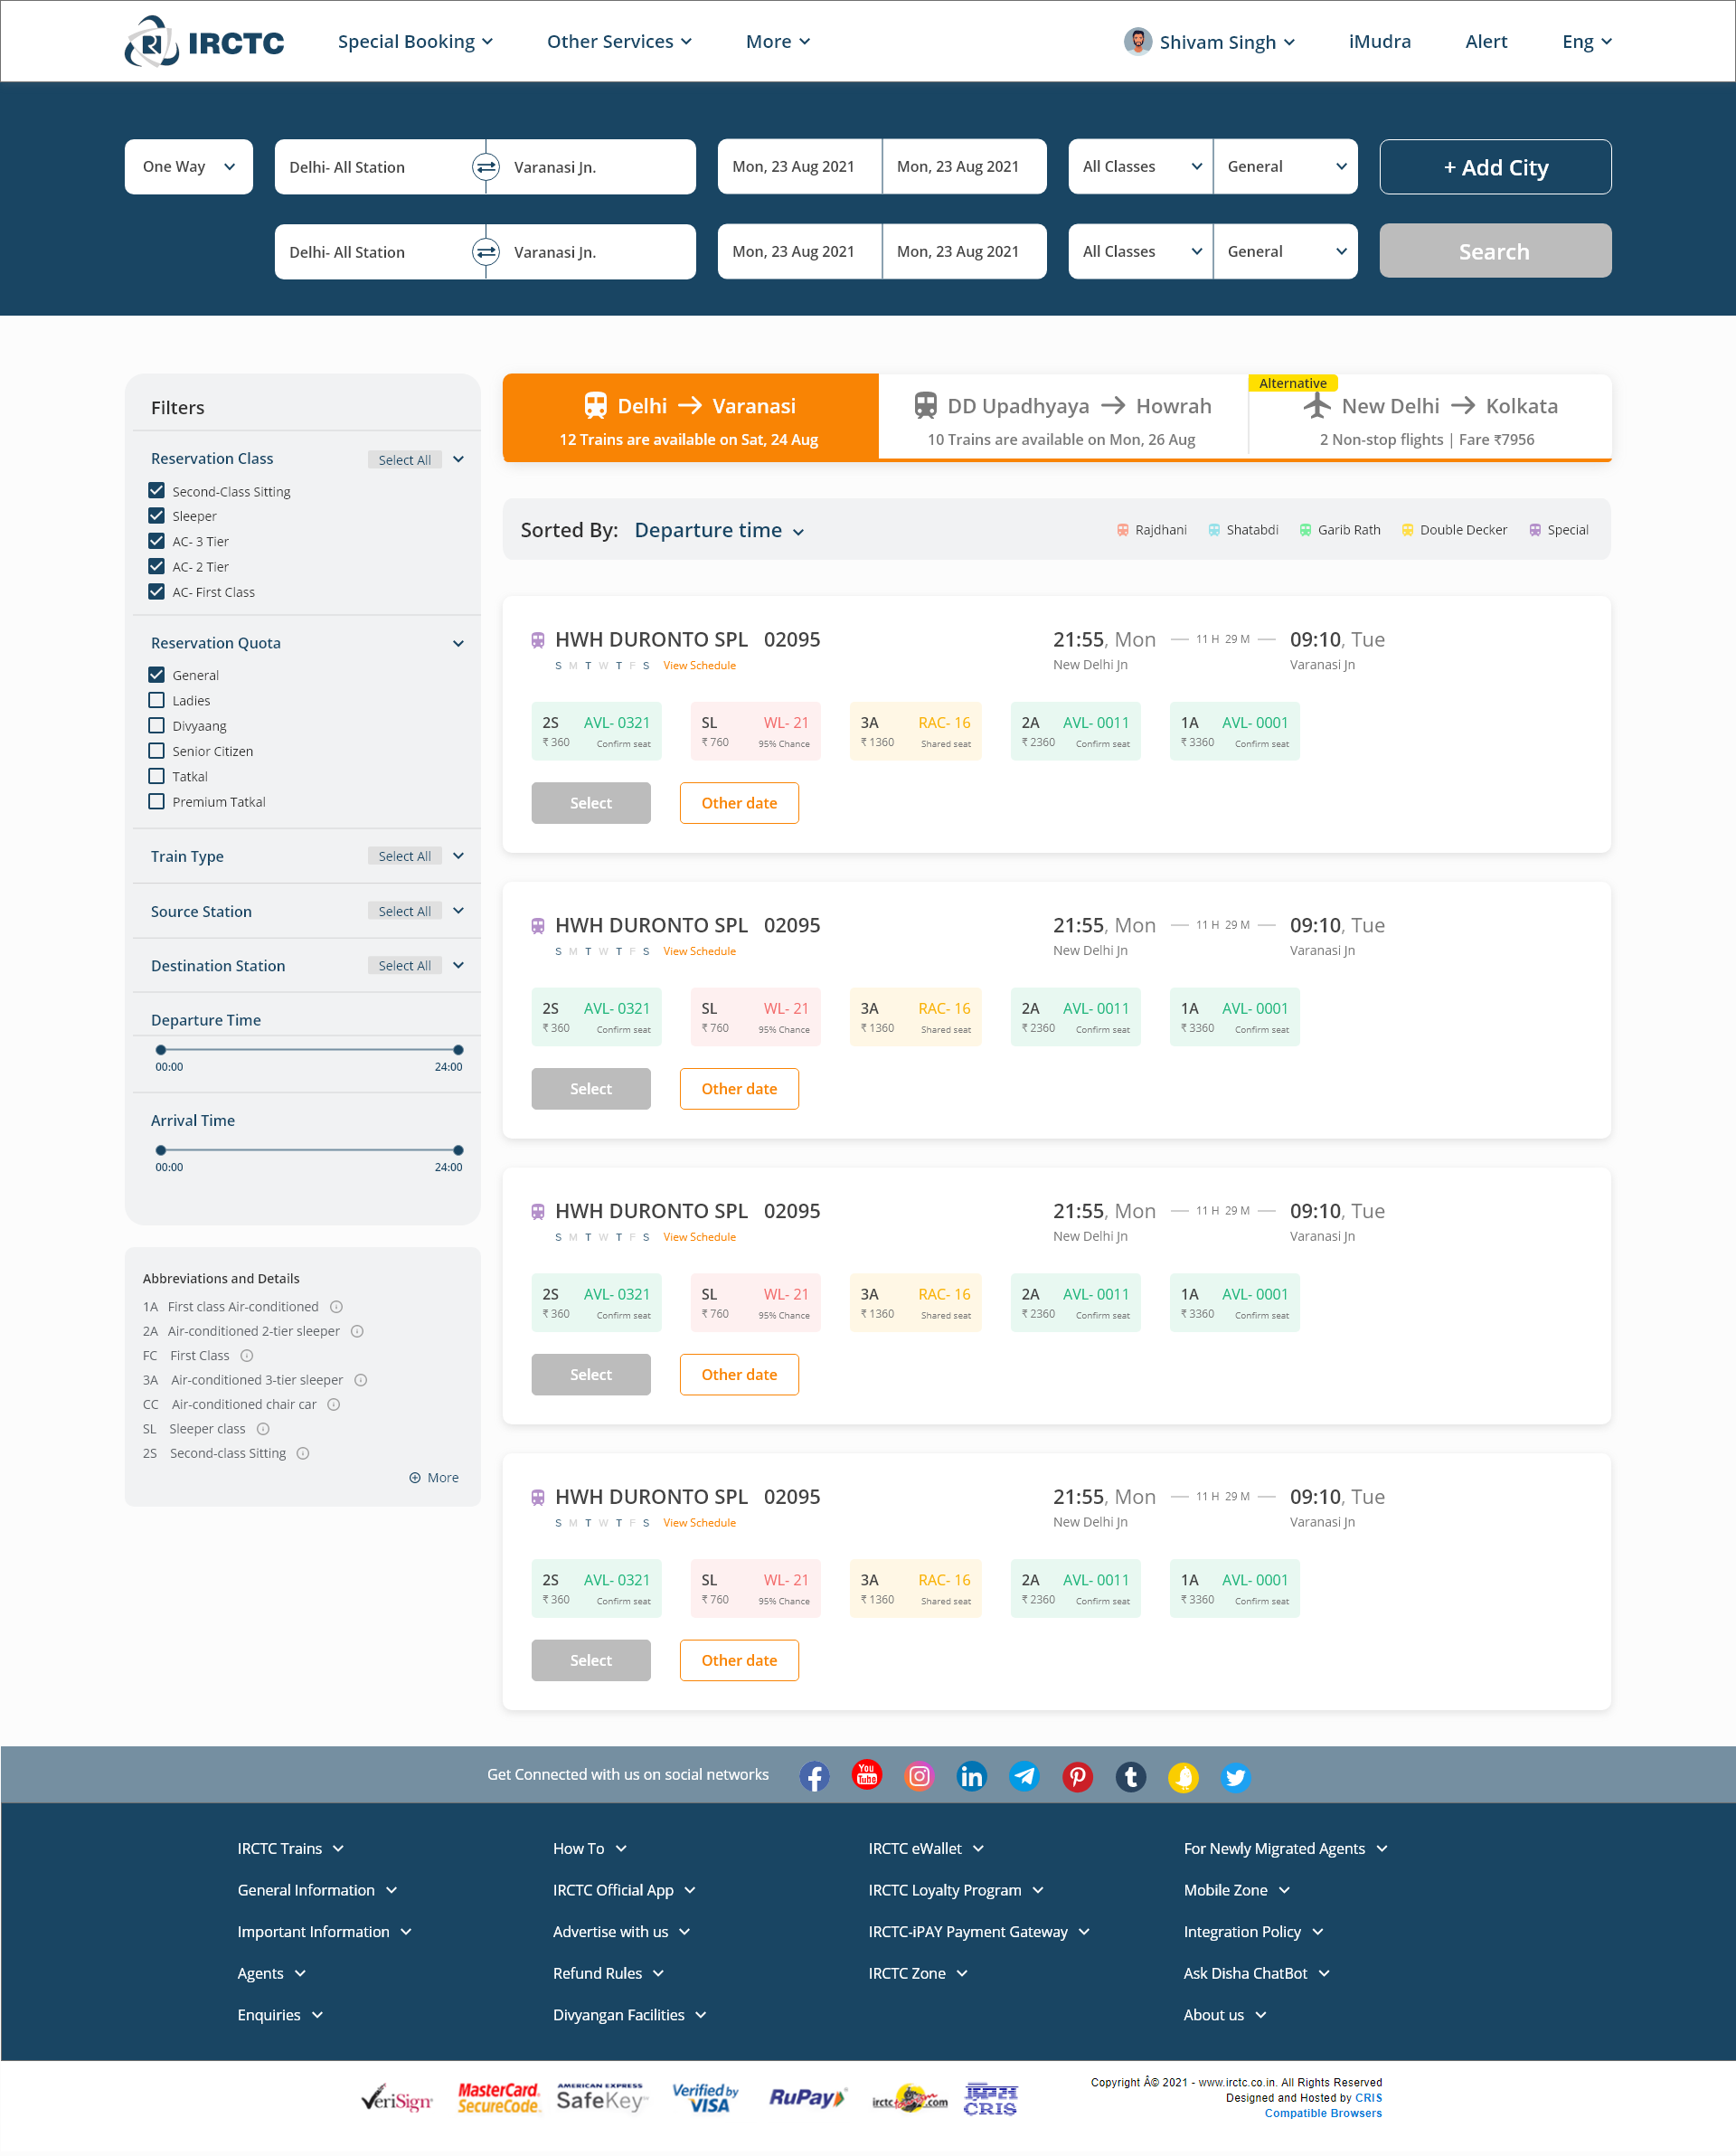 IRCTC Special Booking Other Services More Shivam Singh iMudra Alert Eng
One Way Delhi- All Station Varanasi Jn. Mon, 23 Aug 2021 Mon, 23 Aug 2021 All Classes General + Add City
Delhi- All Station Varanasi Jn. Mon, 23 Aug 2021 Mon, 23 Aug 2021 All Classes General Search
Filters
Reservation Class Select All
Second-Class Sitting
Sleeper
AC- 3 Tier
AC- 2 Tier
AC- First Class
Reservation Quota
General
Ladies
Divyaang
Senior Citizen
Tatkal
Premium Tatkal
Train Type Select All
Source Station Select All
Destination Station Select All
Departure Time
00:00 24:00
Arrival Time
00:00 24:00
Abbreviations and Details
1A First class Air-conditioned
2A Air-conditioned 2-tier sleeper
FC First Class
3A Air-conditioned 3-tier sleeper
CC Air-conditioned chair car
SL Sleeper class
2S Second-class Sitting
More
Delhi Varanasi
12 Trains are available on Sat, 24 Aug
DD Upadhyaya Howrah
10 Trains are available on Mon, 26 Aug
Alternative
New Delhi Kolkata
2 Non-stop flights | Fare ₹7956
Sorted By: Departure time Rajdhani Shatabdi Garib Rath Double Decker Special
HWH DURONTO SPL 02095 21:55, Mon 11 H 29 M 09:10, Tue
S M T W T F S View Schedule New Delhi Jn Varanasi Jn
2S AVL- 0321 SL WL- 21 3A RAC- 16 2A AVL- 0011 1A AVL- 0001
₹ 360 Confirm seat ₹ 760 95% Chance ₹ 1360 Shared seat ₹ 2360 Confirm seat ₹ 3360 Confirm seat
Select Other date
HWH DURONTO SPL 02095 21:55, Mon 11 H 29 M 09:10, Tue
S M T W T F S View Schedule New Delhi Jn Varanasi Jn
2S AVL- 0321 SL WL- 21 3A RAC- 16 2A AVL- 0011 1A AVL- 0001
₹ 360 Confirm seat ₹ 760 95% Chance ₹ 1360 Shared seat ₹ 2360 Confirm seat ₹ 3360 Confirm seat
Select Other date
HWH DURONTO SPL 02095 21:55, Mon 11 H 29 M 09:10, Tue
S M T W T F S View Schedule New Delhi Jn Varanasi Jn
2S AVL- 0321 SL WL- 21 3A RAC- 16 2A AVL- 0011 1A AVL- 0001
₹ 360 Confirm seat ₹ 760 95% Chance ₹ 1360 Shared seat ₹ 2360 Confirm seat ₹ 3360 Confirm seat
Select Other date
HWH DURONTO SPL 02095 21:55, Mon 11 H 29 M 09:10, Tue
S M T W T F S View Schedule New Delhi Jn Varanasi Jn
2S AVL- 0321 SL WL- 21 3A RAC- 16 2A AVL- 0011 1A AVL- 0001
₹ 360 Confirm seat ₹ 760 95% Chance ₹ 1360 Shared seat ₹ 2360 Confirm seat ₹ 3360 Confirm seat
Select Other date
Get Connected with us on social networks You Tube
IRCTC Trains How To IRCTC eWallet For Newly Migrated Agents
General Information IRCTC Official App IRCTC Loyalty Program Mobile Zone
Important Information Advertise with us IRCTC-iPAY Payment Gateway Integration Policy
Agents Refund Rules IRCTC Zone Ask Disha ChatBot
Enquiries Divyangan Facilities About us
VeriSign
MasterCard.
SecureCode.
AMERICAN EXPRESS
SafeKey
Verified by
VISA
RuPay
irctc .com
CRIS
Copyright Â© 2021 - www.irctc.co.in. All Rights Reserved
Designed and Hosted by CRIS
Compatible Browsers